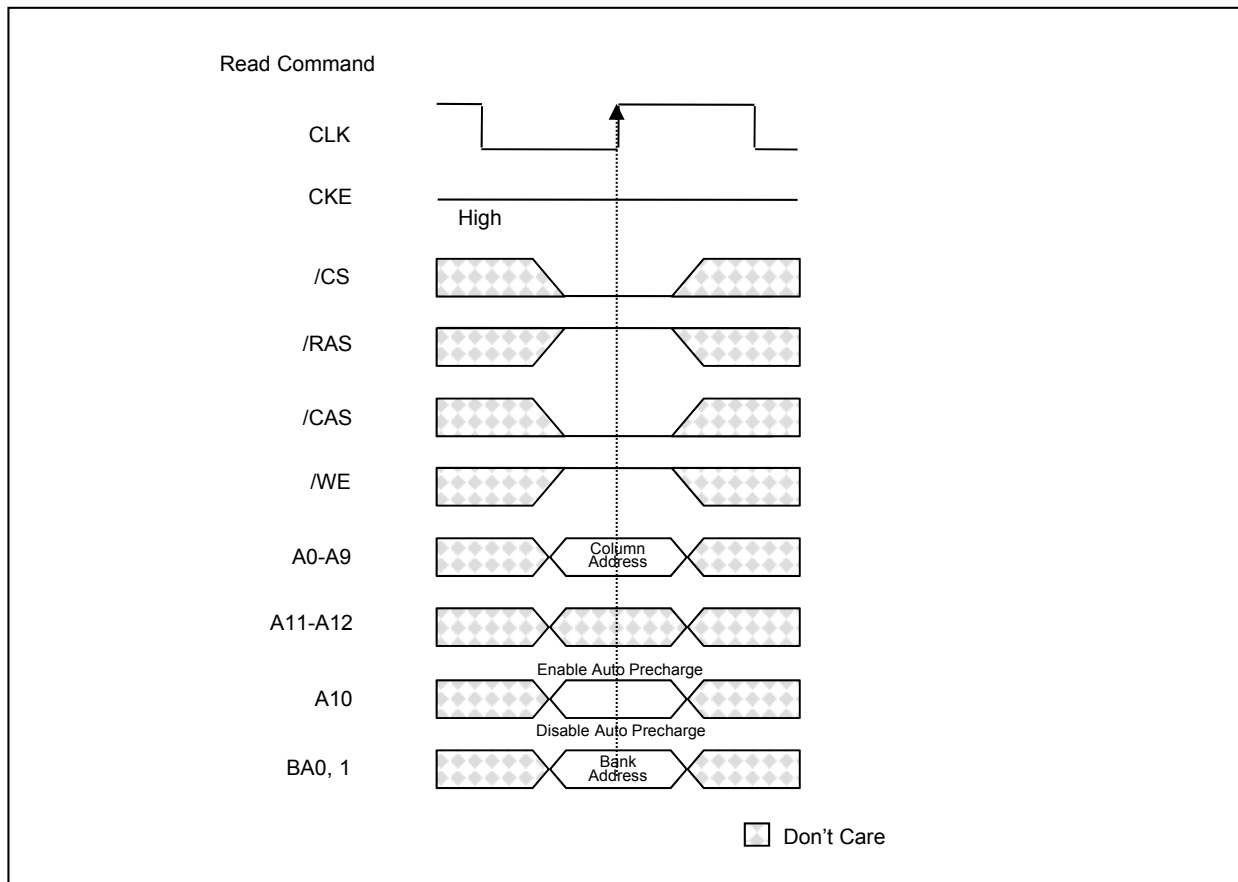 Read Command
CLK
CKE
High
/CS
/RAS
/CAS
/WE
A0-A9
Column
Address
A11-A12
Enable Auto Precharge
A10
Disable Auto Precharge
BA0, 1
Bank
Address
Don't Care